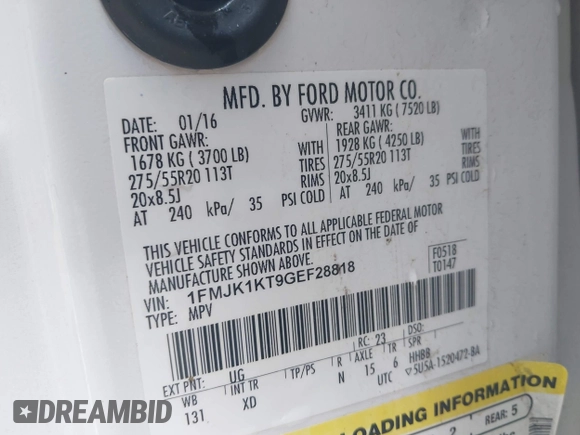 MFD. BY FORD MOTOR CO.
DATE: 01/16
GVWR: 3411 KG ( 7520 LB)
FRONT GAWR:
1678 KG ( 3700 LB) WITH
275/55R20 113T TIRES
20x8.5J RIMS
AT 240 kPa/ 35 PSI COLD
REAR GAWR:
1928 KG ( 4250 LB) WITH
275/55R20 113T TIRES
20x8.5J RIMS
AT 240 kPa/ 35 PSI COLD
THIS VEHICLE CONFORMS TO ALL APPLICABLE FEDERAL MOTOR
VEHICLE SAFETY STANDARDS IN EFFECT ON THE DATE OF
MANUFACTURE SHOWN ABOVE.
VIN: 1FMJK1KT9GEF28818
TYPE: MPV
F0518
T0147
EXT PNT: UG
RC: 23
DSO:
WB
131
INT TR
XD
TP/PS
R
N
AXLE
15
TR
6
SPR
HHBB
UTC
5USA-1520472-BA
LOADING INFORMATION
2
REAR: 5
DREAMBID